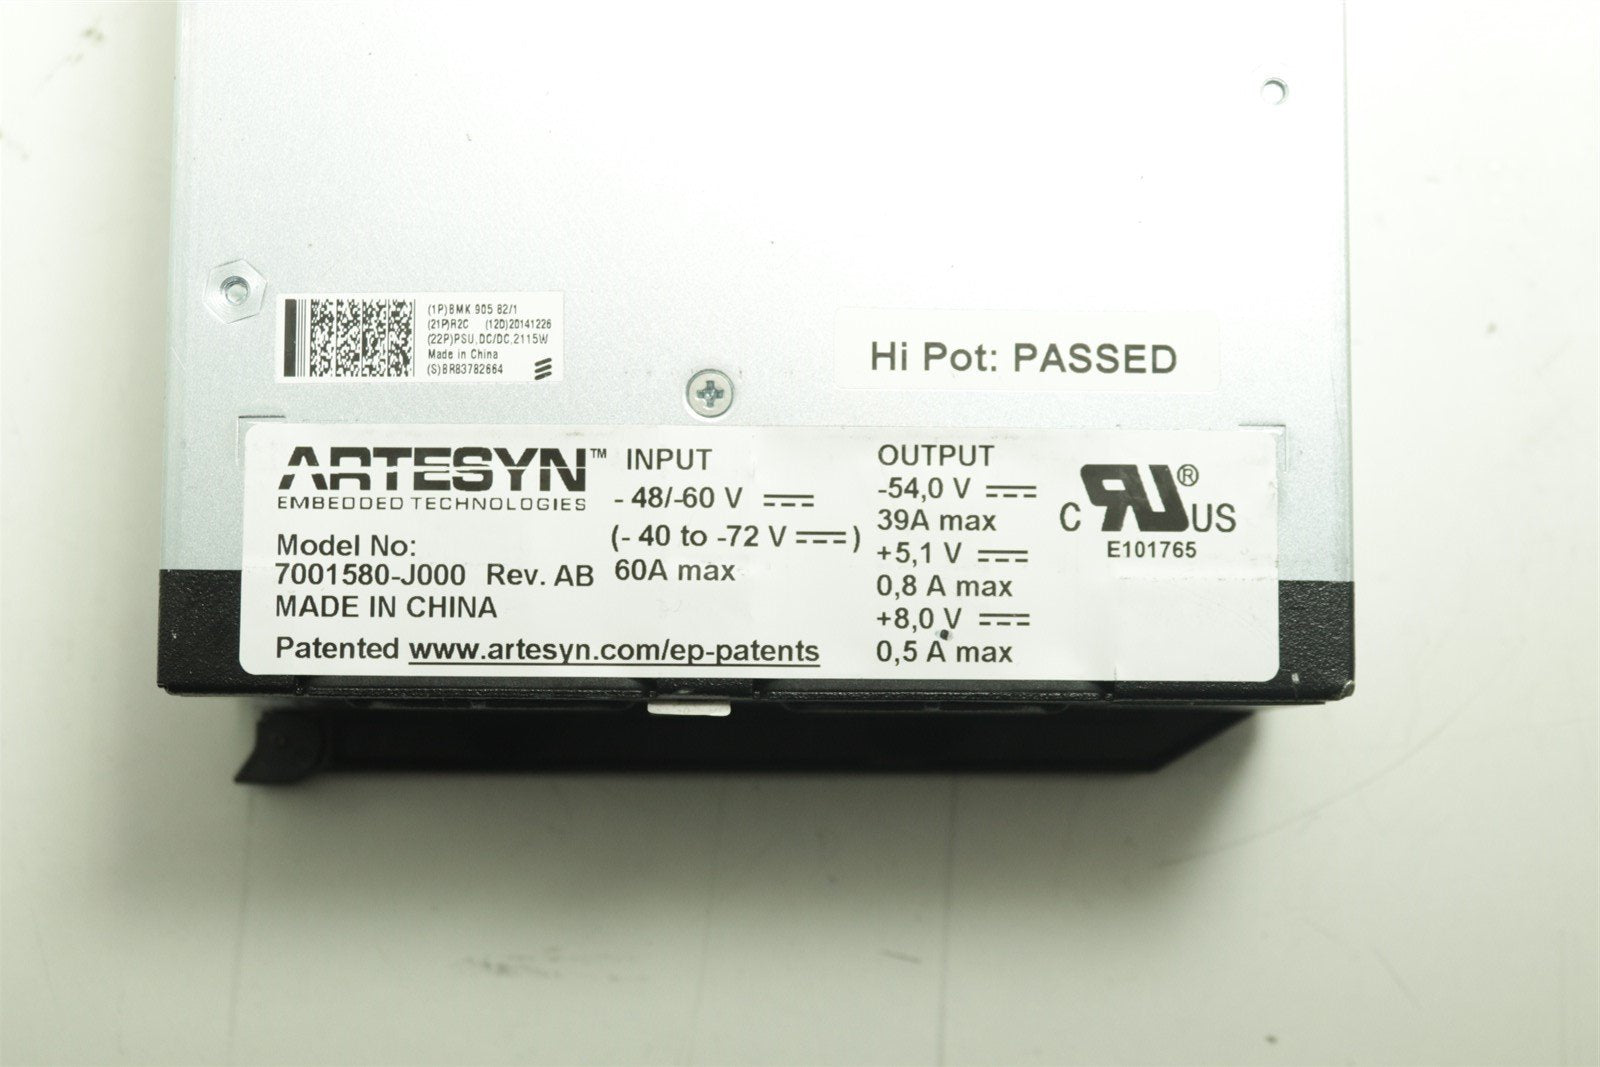 (1P)BMK 905 82/1
(21P)R2C (12D)20141226
(22P)PSU,DC/DC,2115W
Made in China
(S)BR83782664
Hi Pot: PASSED
ARTESYN™
EMBEDDED TECHNOLOGIES
Model No:
7001580-J000 Rev. AB
MADE IN CHINA
Patented www.artesyn.com/ep-patents
INPUT
- 48/-60 V
(- 40 to -72 V )
60A max
OUTPUT
-54,0 V
39A max
+5,1 V
0,8 A max
+8,0 V
0,5 A max
C RU® US
E101765